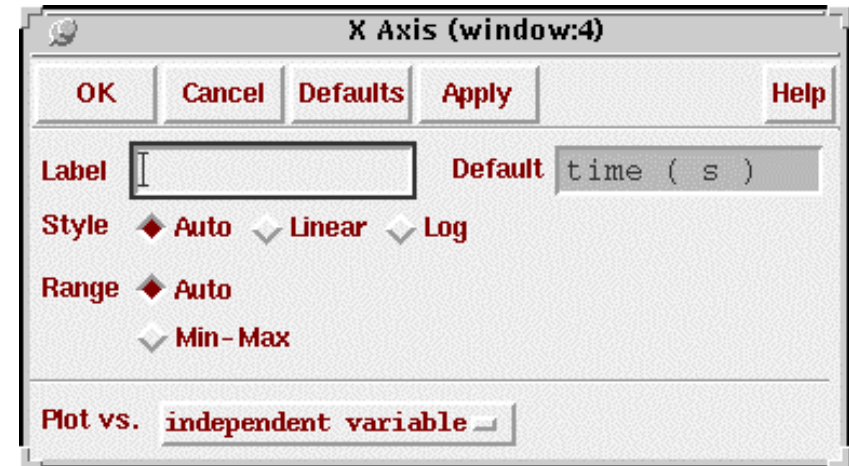 X Axis (window:4)
OK Cancel Defaults Apply Help
Label Default time ( s )
Style Auto Linear Log
Range Auto
Min-Max
Plot vs. independent variable